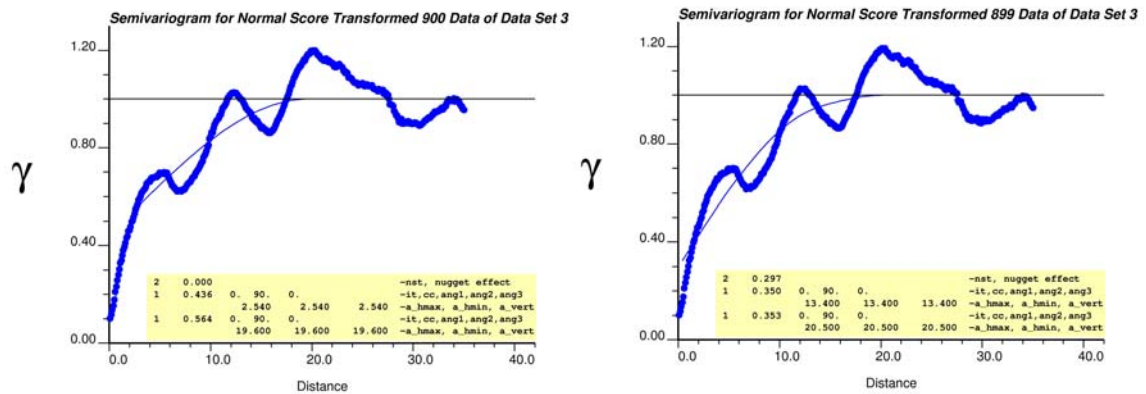 Semivariogram for Normal Score Transformed 900 Data of Data Set 3
γ
1.20
0.80
0.40
0.00
0.0 10.0 20.0 30.0 40.0
Distance
2 0.000 -nst, nugget effect
1 0.436 0. 90. 0. -it,cc,ang1,ang2,ang3
2.540 2.540 2.540 -a_hmax, a_hmin, a_vert
1 0.564 0. 90. 0. -it,cc,ang1,ang2,ang3
19.600 19.600 19.600 -a_hmax, a_hmin, a_vert
Semivariogram for Normal Score Transformed 899 Data of Data Set 3
γ
1.20
0.80
0.40
0.00
0.0 10.0 20.0 30.0 40.0
Distance
2 0.297 -nst, nugget effect
1 0.350 0. 90. 0. -it,cc,ang1,ang2,ang3
13.400 13.400 13.400 -a_hmax, a_hmin, a_vert
1 0.353 0. 90. 0. -it,cc,ang1,ang2,ang3
20.500 20.500 20.500 -a_hmax, a_hmin, a_vert